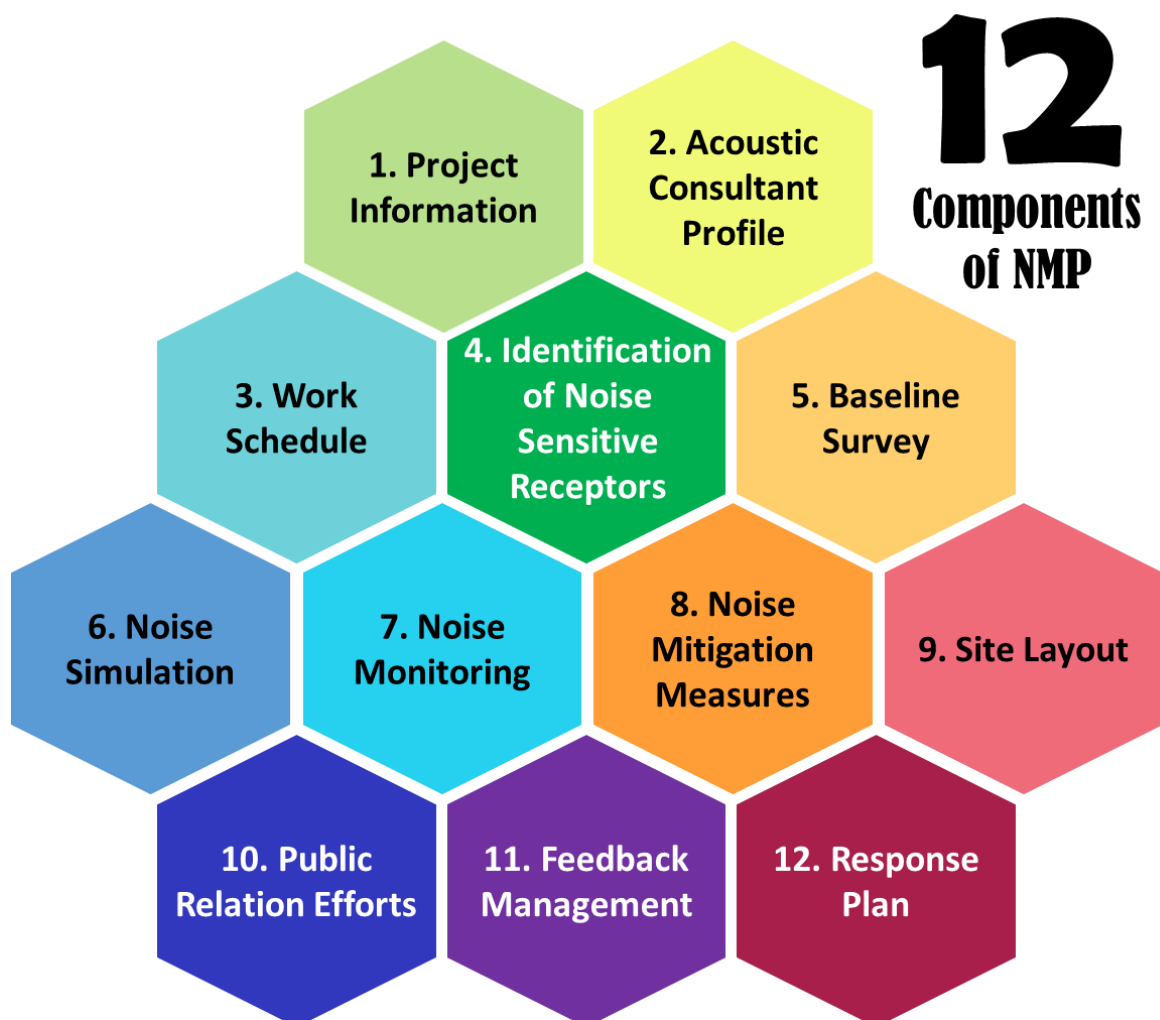 12
Components
of NMP
1. Project
Information
2. Acoustic
Consultant
Profile
3. Work
Schedule
4. Identification
of Noise
Sensitive
Receptors
5. Baseline
Survey
6. Noise
Simulation
7. Noise
Monitoring
8. Noise
Mitigation
Measures
9. Site Layout
10. Public
Relation Efforts
11. Feedback
Management
12. Response
Plan